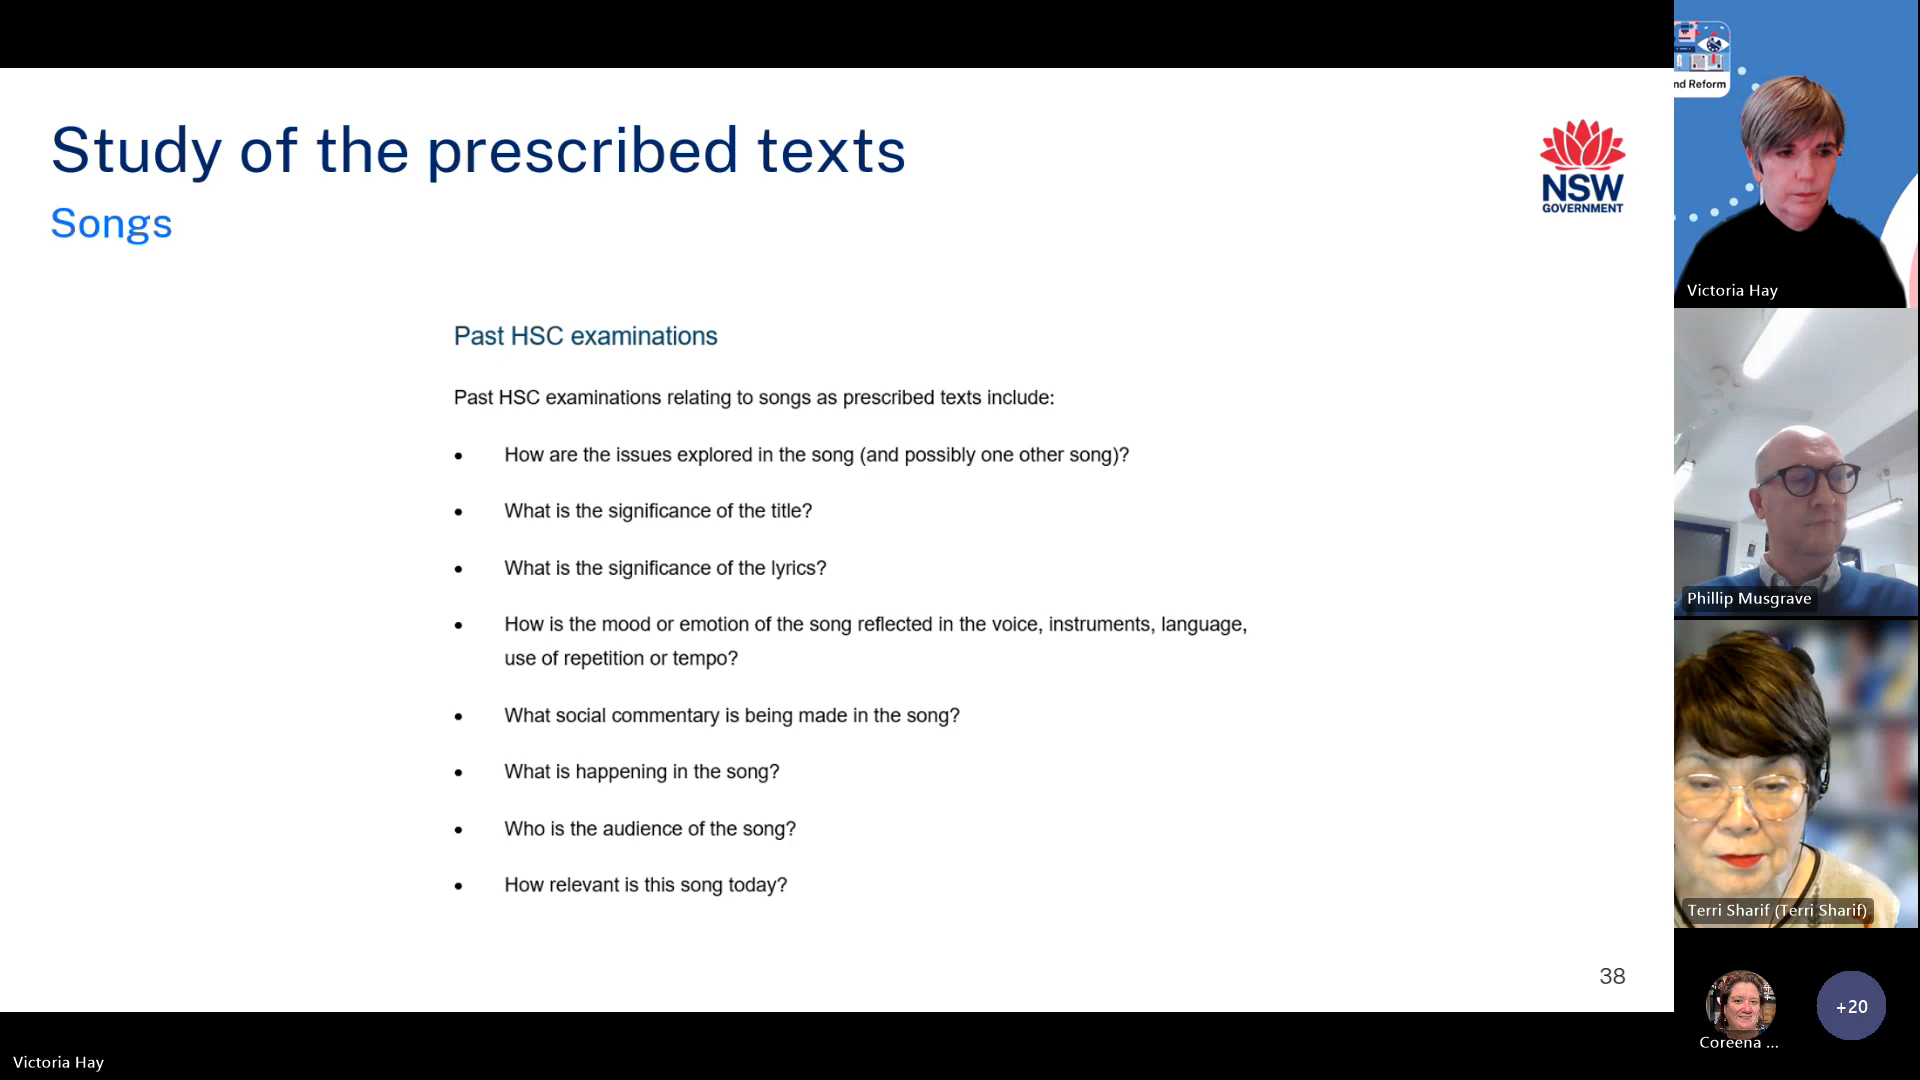 Study of the prescribed texts
Songs
NSW
GOVERNMENT
Past HSC examinations
Past HSC examinations relating to songs as prescribed texts include:
• How are the issues explored in the song (and possibly one other song)?
• What is the significance of the title?
• What is the significance of the lyrics?
• How is the mood or emotion of the song reflected in the voice, instruments, language,
use of repetition or tempo?
• What social commentary is being made in the song?
• What is happening in the song?
• Who is the audience of the song?
• How relevant is this song today?
38
Victoria Hay
nd Reform
Victoria Hay
Phillip Musgrave
Terri Sharif (Terri Sharif)
Coreena ...
+20